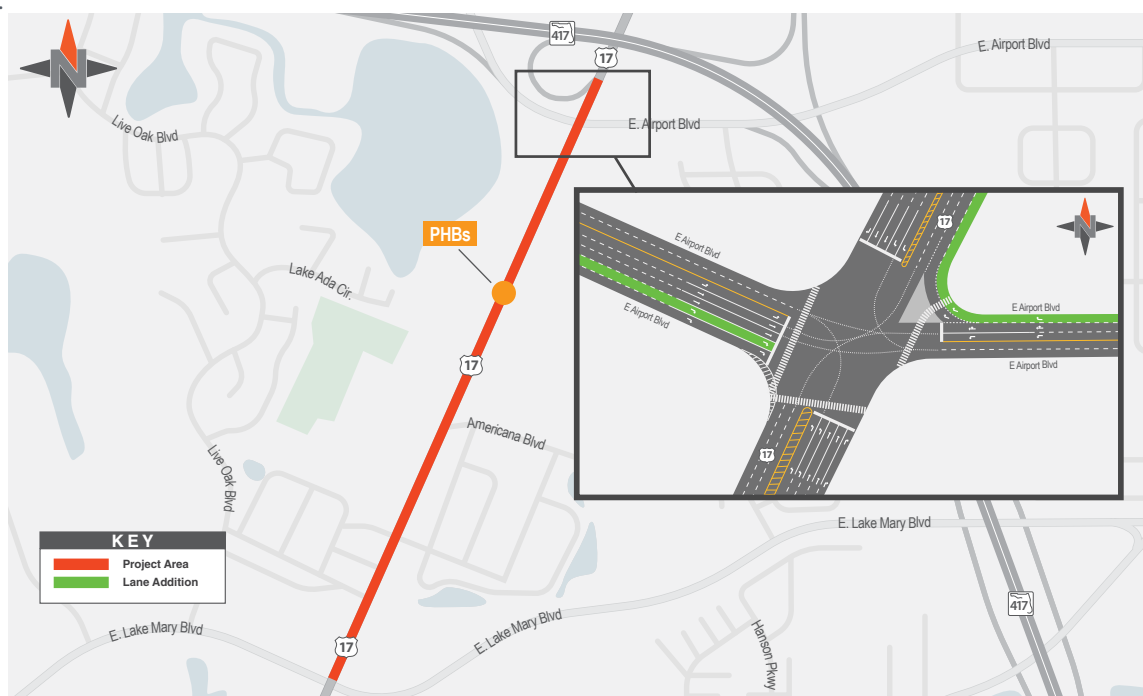 417
17
E. Airport Blvd
N
Live Oak Blvd
E. Airport Blvd
PHBs
17
N
E Airport Blvd
Lake Ada Cir.
E Airport Blvd
E Airport Blvd
E Airport Blvd
17
Americana Blvd
17
Live Oak Blvd
E. Lake Mary Blvd
KEY
Project Area
Lane Addition
417
E. Lake Mary Blvd
E. Lake Mary Blvd
17
Hanson Pkwy